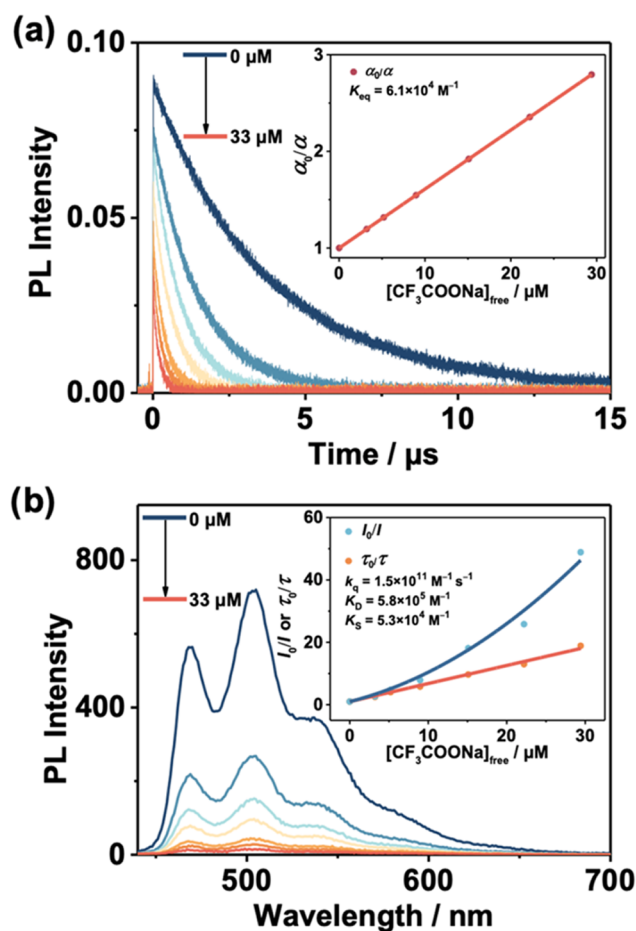 (a)
0.10
0.05
0.00
PL Intensity
0 μM
33 μM
3
2
1
α₀/α
α₀/α
Kₑq = 6.1×10⁴ M⁻¹
0 10 20 30
[CF₃COONa]free / μM
0 5 10 15
Time / μs
(b)
800
400
0
PL Intensity
0 μM
33 μM
60
40
20
0
I₀/I or τ₀/τ
I₀/I
τ₀/τ
kq = 1.5×10¹¹ M⁻¹ s⁻¹
KD = 5.8×10⁵ M⁻¹
KS = 5.3×10⁴ M⁻¹
0 10 20 30
[CF₃COONa]free / μM
500 600 700
Wavelength / nm